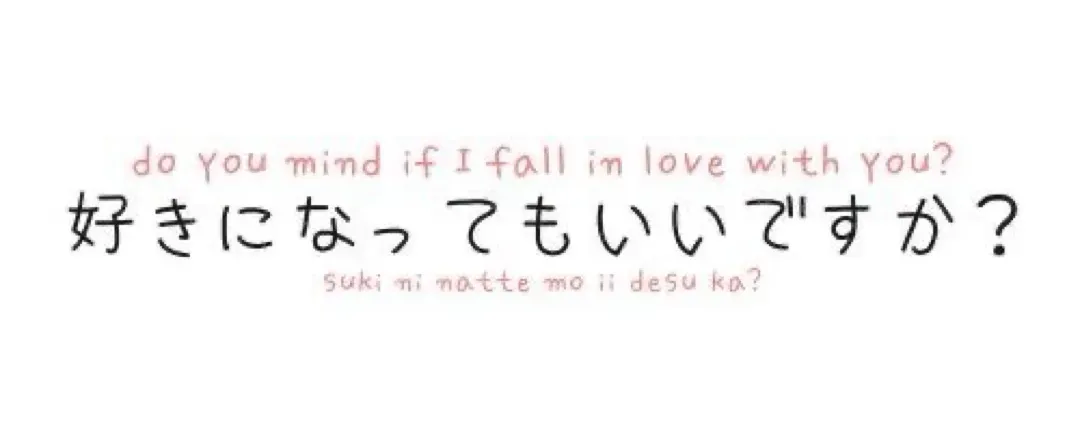 do you mind if I fall in love with you?
好きになってもいいですか？
suki ni natte mo ii desu ka?